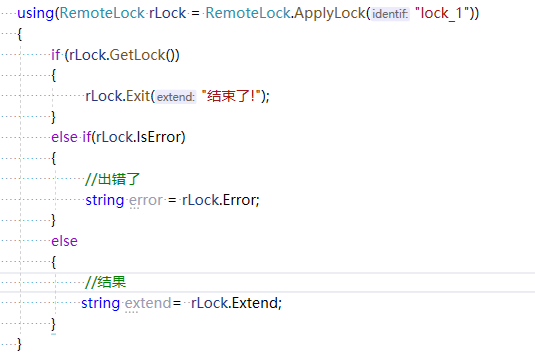 using(RemoteLock rLock = RemoteLock.ApplyLock(identif: "lock_1"))
{
if (rLock.GetLock())
{
rLock.Exit(extend: "结束了!");
}
else if(rLock.IsError)
{
//出错了
string error = rLock.Error;
}
else
{
//结果
string extend= rLock.Extend;
}
}